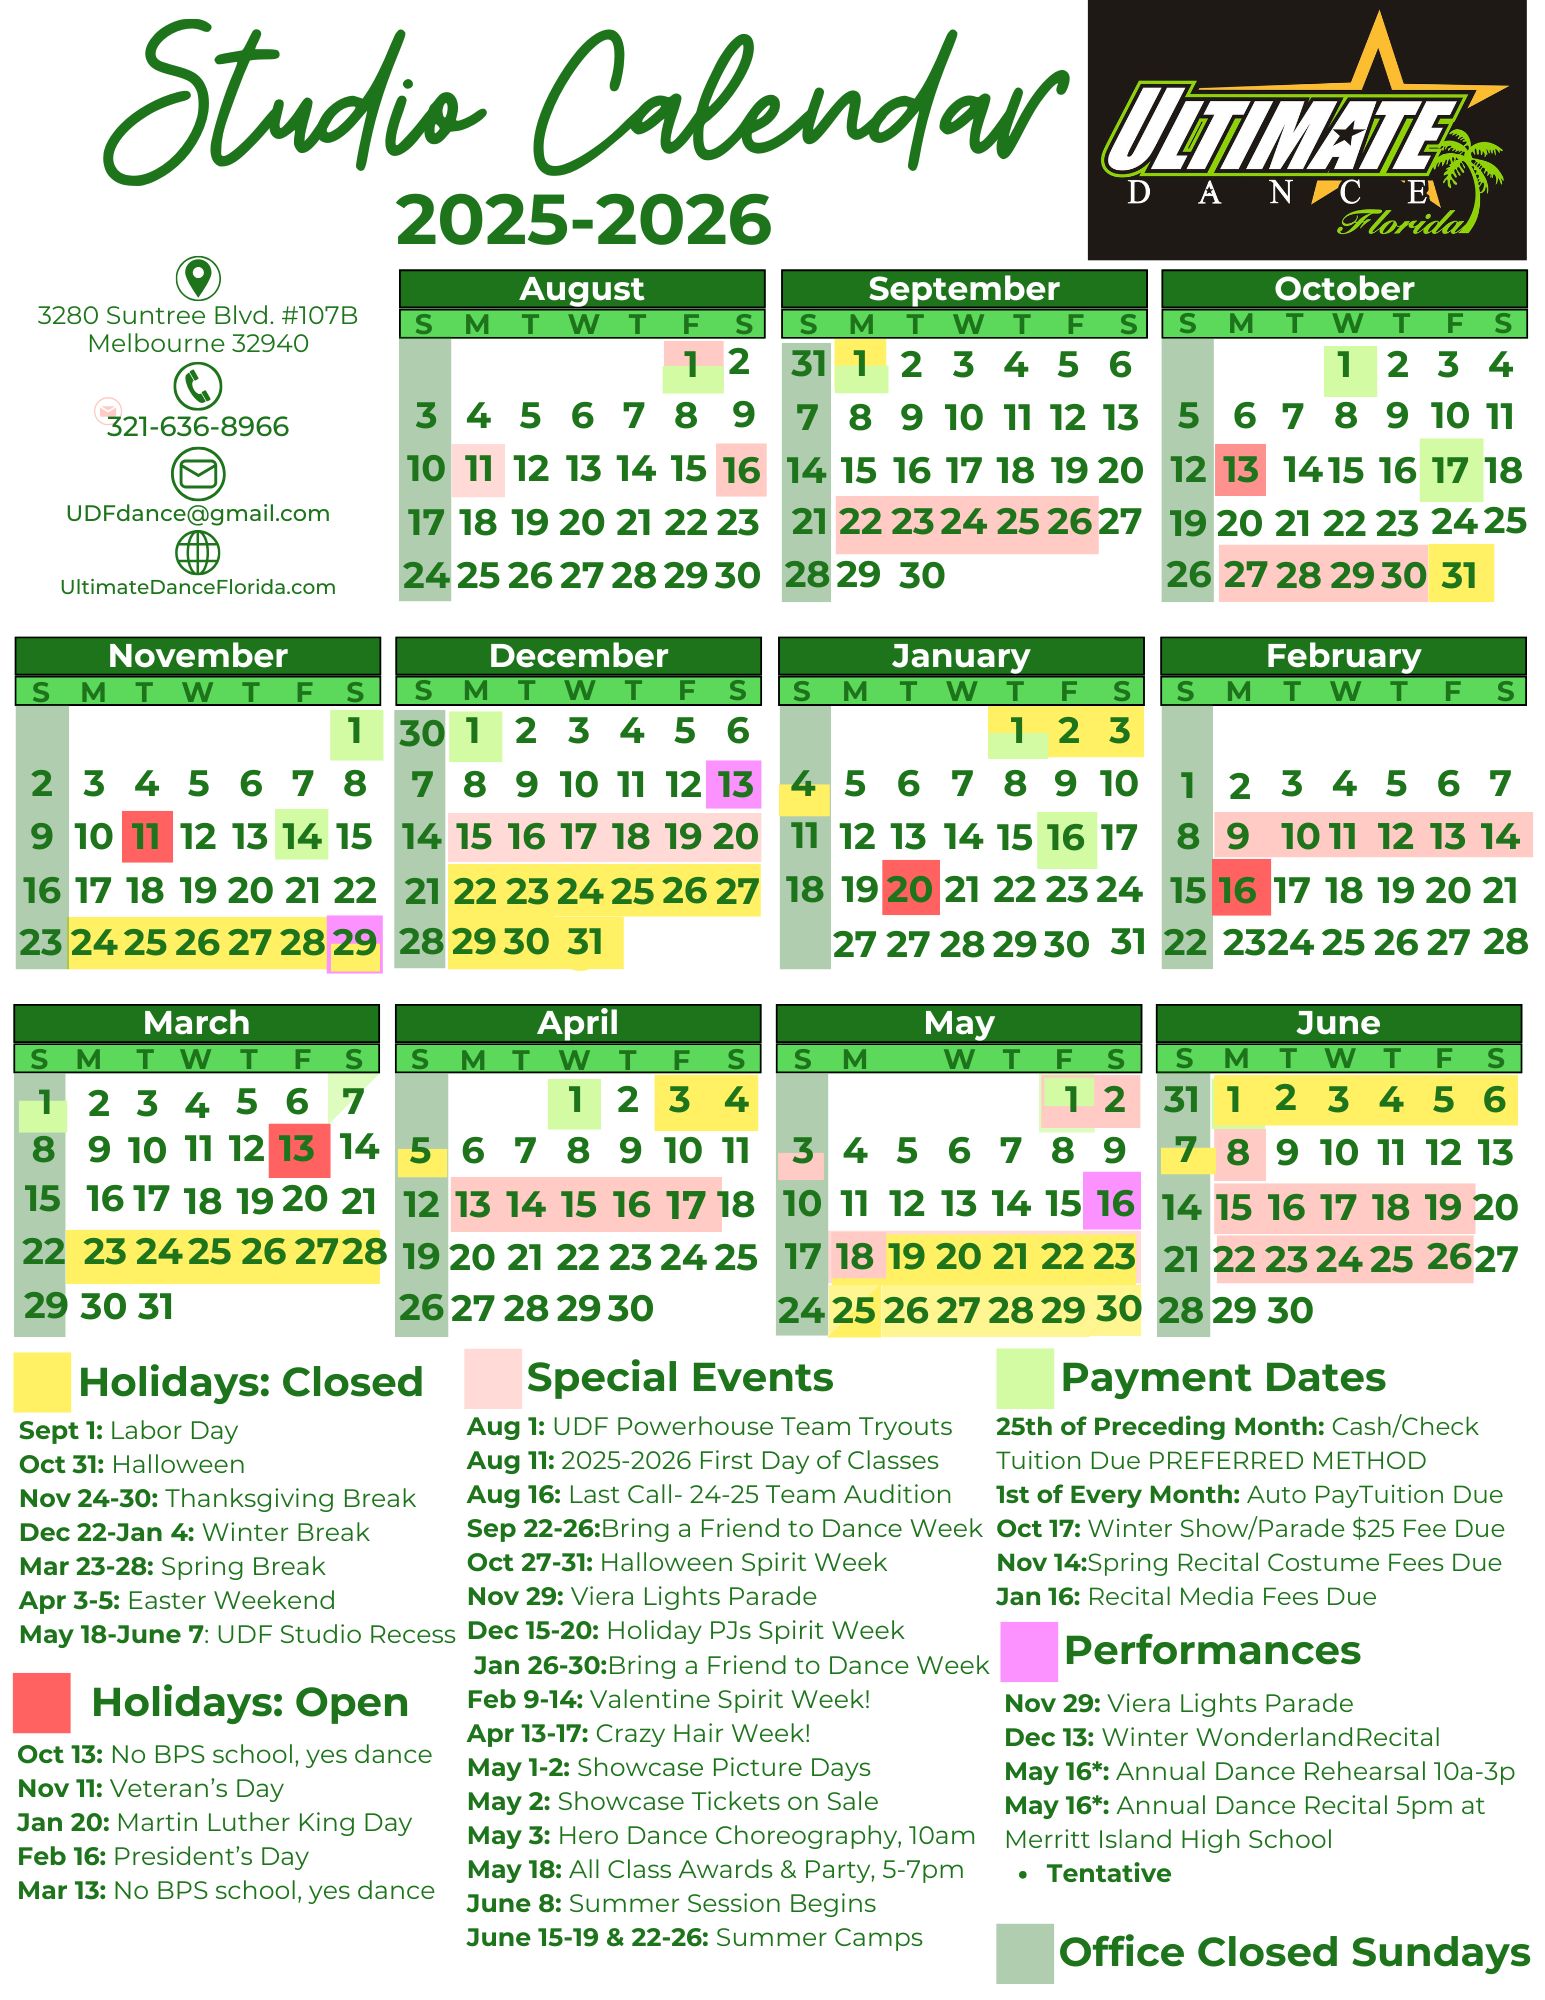 Studio Calendar
2025-2026
ULTIMATE
DANCE
Florida
3280 Suntree Blvd. #107B
Melbourne 32940
321-636-8966
UDFdance@gmail.com
UltimateDanceFlorida.com
August
S M T W T F S
1 2
3 4 5 6 7 8 9
10 11 12 13 14 15 16
17 18 19 20 21 22 23
24 25 26 27 28 29 30
September
S M T W T F S
31 1 2 3 4 5 6
7 8 9 10 11 12 13
14 15 16 17 18 19 20
21 22 23 24 25 26 27
28 29 30
October
S M T W T F S
1 2 3 4
5 6 7 8 9 10 11
12 13 14 15 16 17 18
19 20 21 22 23 24 25
26 27 28 29 30 31
November
S M T W T F S
1
2 3 4 5 6 7 8
9 10 11 12 13 14 15
16 17 18 19 20 21 22
23 24 25 26 27 28 29
December
S M T W T F S
30 1 2 3 4 5 6
7 8 9 10 11 12 13
14 15 16 17 18 19 20
21 22 23 24 25 26 27
28 29 30 31
January
S M T W T F S
1 2 3
4 5 6 7 8 9 10
11 12 13 14 15 16 17
18 19 20 21 22 23 24
27 27 28 29 30 31
February
S M T W T F S
1 2 3 4 5 6 7
8 9 10 11 12 13 14
15 16 17 18 19 20 21
22 23 24 25 26 27 28
March
S M T W T F S
1 2 3 4 5 6 7
8 9 10 11 12 13 14
15 16 17 18 19 20 21
22 23 24 25 26 27 28
29 30 31
April
S M T W T F S
1 2 3 4
5 6 7 8 9 10 11
12 13 14 15 16 17 18
19 20 21 22 23 24 25
26 27 28 29 30
May
S M W T F S
1 2
3 4 5 6 7 8 9
10 11 12 13 14 15 16
17 18 19 20 21 22 23
24 25 26 27 28 29 30
June
S M T W T F S
31 1 2 3 4 5 6
7 8 9 10 11 12 13
14 15 16 17 18 19 20
21 22 23 24 25 26 27
28 29 30
Holidays: Closed
Sept 1: Labor Day
Oct 31: Halloween
Nov 24-30: Thanksgiving Break
Dec 22-Jan 4: Winter Break
Mar 23-28: Spring Break
Apr 3-5: Easter Weekend
May 18-June 7: UDF Studio Recess
Holidays: Open
Oct 13: No BPS school, yes dance
Nov 11: Veteran's Day
Jan 20: Martin Luther King Day
Feb 16: President's Day
Mar 13: No BPS school, yes dance
Special Events
Aug 1: UDF Powerhouse Team Tryouts
Aug 11: 2025-2026 First Day of Classes
Aug 16: Last Call- 24-25 Team Audition
Sep 22-26:Bring a Friend to Dance Week
Oct 27-31: Halloween Spirit Week
Nov 29: Viera Lights Parade
Dec 15-20: Holiday PJs Spirit Week
Jan 26-30:Bring a Friend to Dance Week
Feb 9-14: Valentine Spirit Week!
Apr 13-17: Crazy Hair Week!
May 1-2: Showcase Picture Days
May 2: Showcase Tickets on Sale
May 3: Hero Dance Choreography, 10am
May 18: All Class Awards & Party, 5-7pm
June 8: Summer Session Begins
June 15-19 & 22-26: Summer Camps
Payment Dates
25th of Preceding Month: Cash/Check
Tuition Due PREFERRED METHOD
1st of Every Month: Auto PayTuition Due
Oct 17: Winter Show/Parade $25 Fee Due
Nov 14:Spring Recital Costume Fees Due
Jan 16: Recital Media Fees Due
Performances
Nov 29: Viera Lights Parade
Dec 13: Winter WonderlandRecital
May 16*: Annual Dance Rehearsal 10a-3p
May 16*: Annual Dance Recital 5pm at
Merritt Island High School
• Tentative
Office Closed Sundays